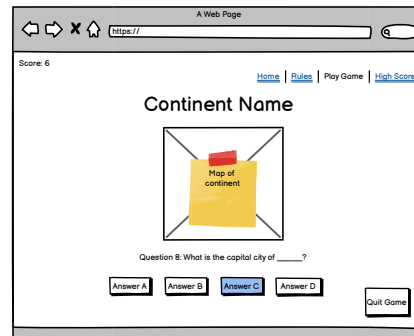 A Web Page
https://
Score: 6
Home Rules Play Game High Score
Continent Name
Map of
continent
Question 8: What is the capital city of ______?
Answer A Answer B Answer C Answer D
Quit Game